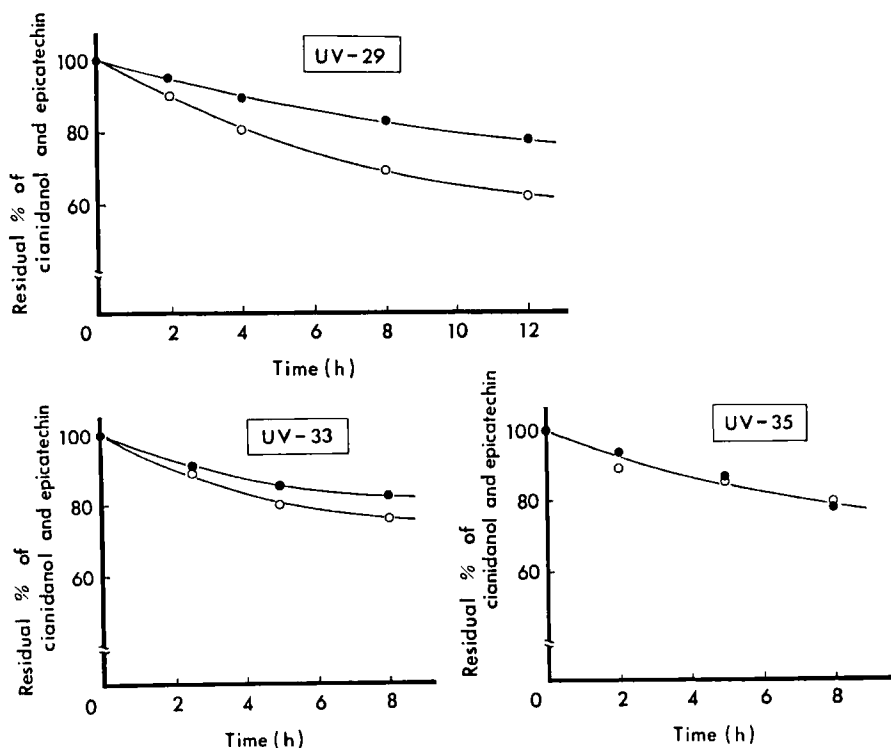 UV-29
Residual % of
cianidanol and epicatechin
100
80
60
0
2
4
6
8
10
12
Time (h)
UV-33
Residual % of
cianidanol and epicatechin
100
80
60
0
2
4
6
8
Time (h)
UV-35
Residual % of
cianidanol and epicatechin
100
80
60
0
2
4
6
8
Time (h)